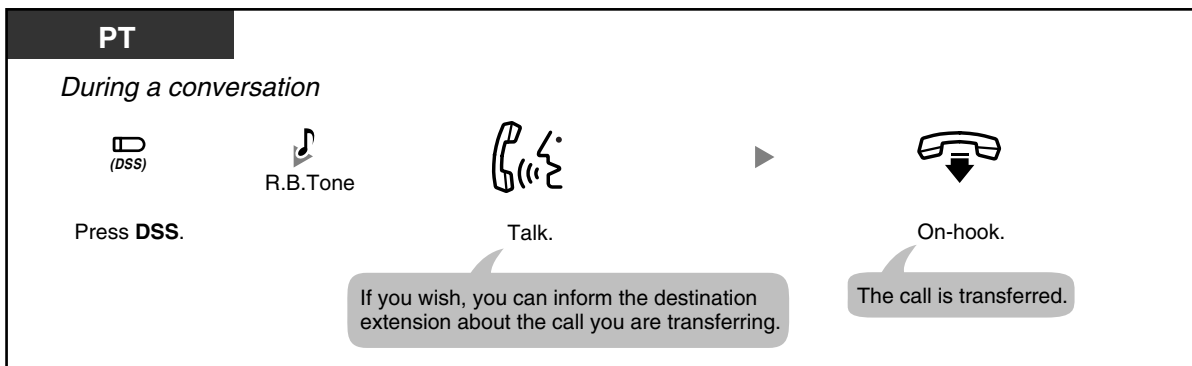 PT
During a conversation
(DSS)
R.B.Tone
Press DSS.
Talk.
On-hook.
If you wish, you can inform the destination
extension about the call you are transferring.
The call is transferred.